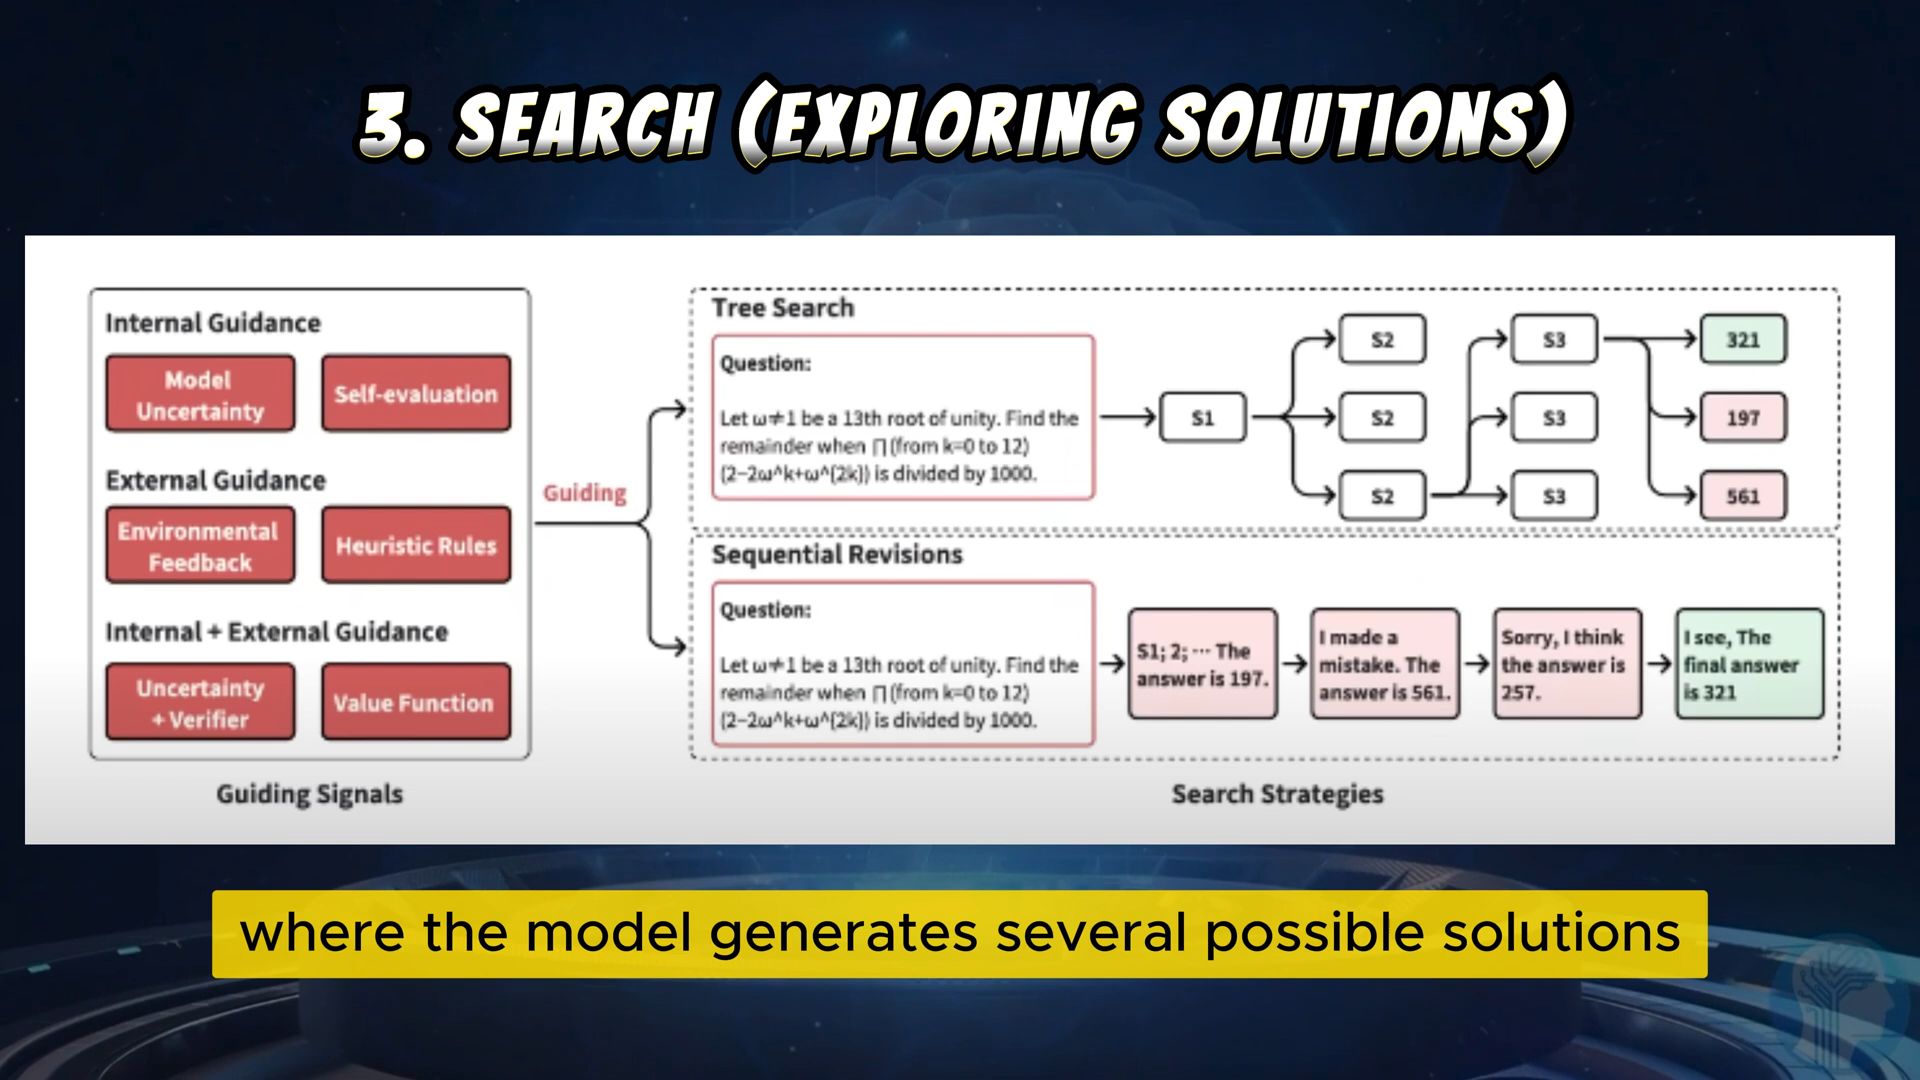 3. SEARCH (EXPLORING SOLUTIONS)
Internal Guidance
Model
Uncertainty
Self-evaluation
External Guidance
Environmental
Feedback
Heuristic Rules
Internal + External Guidance
Uncertainty
+ Verifier
Value Function
Guiding Signals
Guiding
Tree Search
Question:
Let ω≠1 be a 13th root of unity. Find the
remainder when ∏(from k=0 to 12)
(2−2ω^k+ω^{2k}) is divided by 1000.
S1
S2
S2
S2
S3
S3
S3
321
197
561
Sequential Revisions
Question:
Let ω≠1 be a 13th root of unity. Find the
remainder when ∏(from k=0 to 12)
(2−2ω^k+ω^{2k}) is divided by 1000.
S1; 2; ··· The
answer is 197.
I made a
mistake. The
answer is 561.
Sorry, I think
the answer is
257.
I see, The
final answer
is 321
Search Strategies
where the model generates several possible solutions